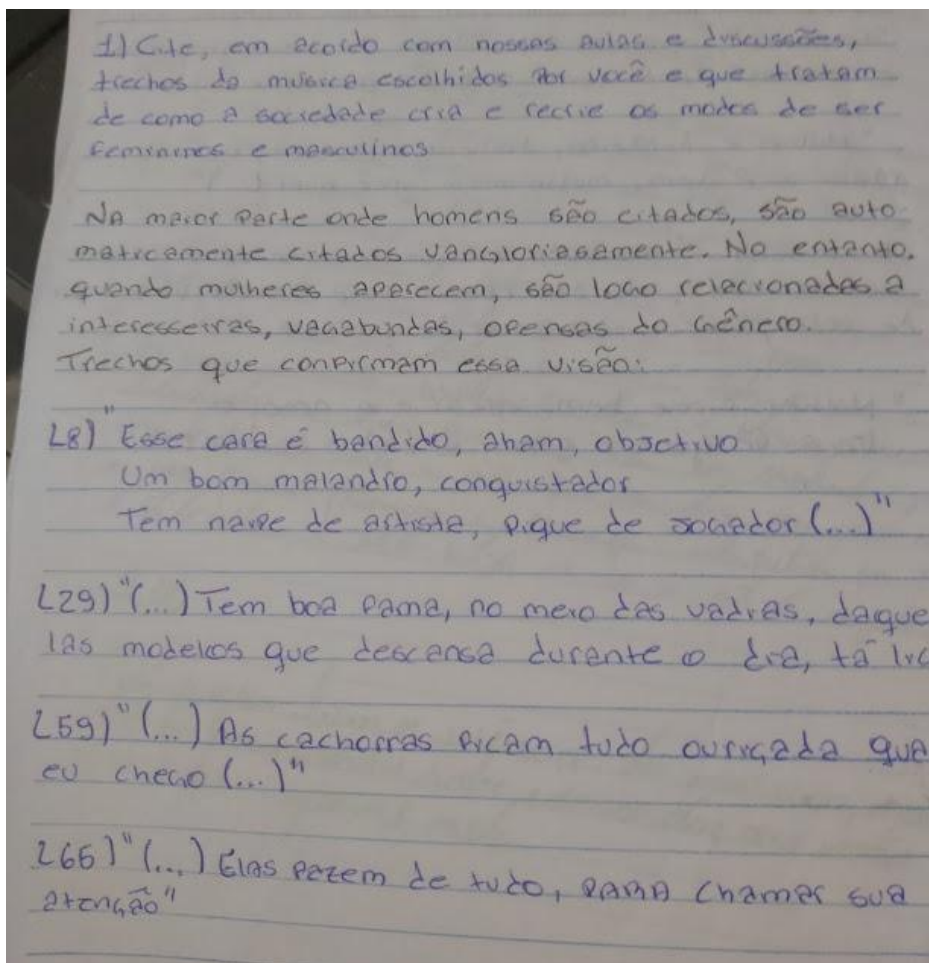 1) Cite, em acordo com nossas aulas e discussões,
trechos da música escolhidos por você e que tratam
de como a sociedade cria e recrie os modos de ser
femininos e masculinos
Na maior parte onde homens são citados, são auto
maticamente citados vangloriasamente. No entanto,
quando mulheres aparecem, são logo relacionadas a
interesseiras, vagabundas, ofensas do gênero.
Trechos que confirmam essa visão:
L8) "Esse cara é bandido, aham, objetivo
Um bom malandro, conquistador
Tem naipe de artista, pique de jogador (...)"
L29) "(...) Tem boa fama, no meio das vadias, daque
las modelos que descansa durante o dia, tá
L59) "(...) As cachorras ficam tudo ouriçada qua
eu chego (...)"
L66) "(...) Elas fazem de tudo, para chamar sua
atenção"